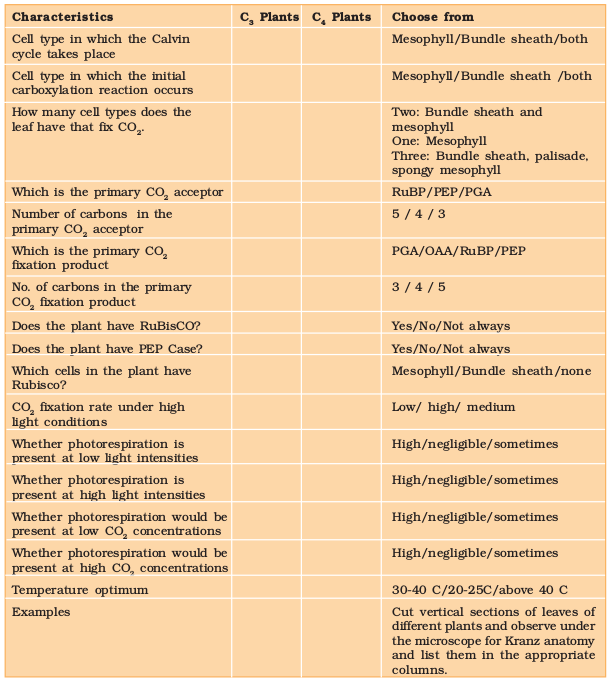 Characteristics C3 Plants C4 Plants Choose from
Cell type in which the Calvin Mesophyll/Bundle sheath/both
cycle takes place
Cell type in which the initial Mesophyll/Bundle sheath /both
carboxylation reaction occurs
How many cell types does the Two: Bundle sheath and
leaf have that fix CO2. mesophyll
One: Mesophyll
Three: Bundle sheath, palisade,
spongy mesophyll
Which is the primary CO2 acceptor RuBP/PEP/PGA
Number of carbons in the 5 / 4 / 3
primary CO2 acceptor
Which is the primary CO2 PGA/OAA/RuBP/PEP
fixation product
No. of carbons in the primary 3 / 4 / 5
CO2 fixation product
Does the plant have RuBisCO? Yes/No/Not always
Does the plant have PEP Case? Yes/No/Not always
Which cells in the plant have Mesophyll/Bundle sheath/none
Rubisco?
CO2 fixation rate under high Low/ high/ medium
light conditions
Whether photorespiration is High/negligible/sometimes
present at low light intensities
Whether photorespiration is High/negligible/sometimes
present at high light intensities
Whether photorespiration would be High/negligible/sometimes
present at low CO2 concentrations
Whether photorespiration would be High/negligible/sometimes
present at high CO2 concentrations
Temperature optimum 30-40 C/20-25C/above 40 C
Examples Cut vertical sections of leaves of
different plants and observe under
the microscope for Kranz anatomy
and list them in the appropriate
columns.